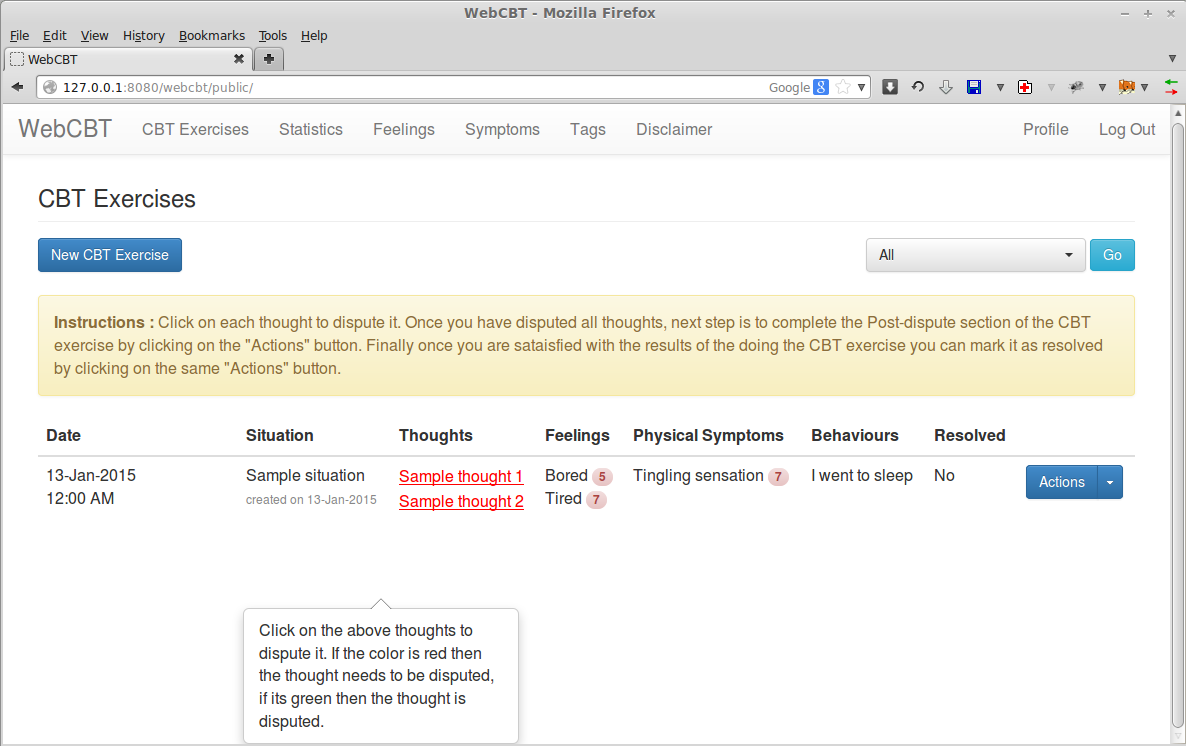 WebCBT - Mozilla Firefox
File Edit View History Bookmarks Tools Help
WebCBT
127.0.0.1:8080/webcbt/public/ Google 8
WebCBT CBT Exercises Statistics Feelings Symptoms Tags Disclaimer Profile Log Out
CBT Exercises
New CBT Exercise All Go
Instructions : Click on each thought to dispute it. Once you have disputed all thoughts, next step is to complete the Post-dispute section of the CBT
exercise by clicking on the "Actions" button. Finally once you are sataisfied with the results of the doing the CBT exercise you can mark it as resolved
by clicking on the same "Actions" button.
Date Situation Thoughts Feelings Physical Symptoms Behaviours Resolved
13-Jan-2015 Sample situation Sample thought 1 Bored 5 Tingling sensation 7 I went to sleep No Actions
12:00 AM created on 13-Jan-2015 Sample thought 2 Tired 7
Click on the above thoughts to
dispute it. If the color is red then
the thought needs to be disputed,
if its green then the thought is
disputed.